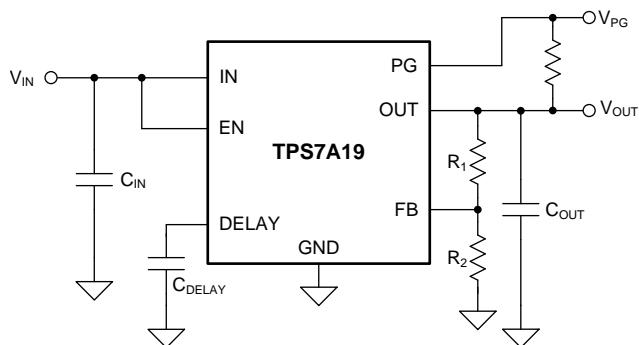 V_PG
V_IN
IN
PG
EN
OUT
V_OUT
TPS7A19
R_1
C_IN
FB
C_OUT
DELAY
GND
R_2
C_DELAY